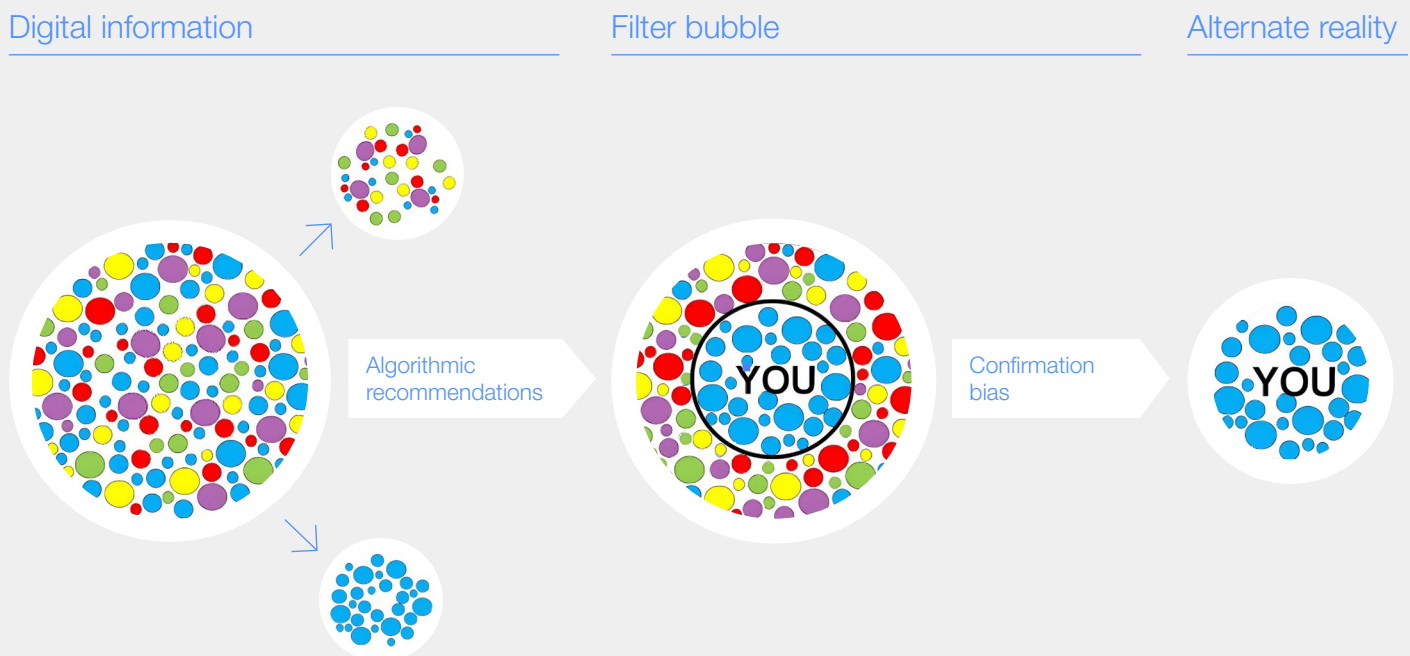 Digital information
Filter bubble
Alternate reality
Algorithmic
recommendations
YOU
Confirmation
bias
YOU